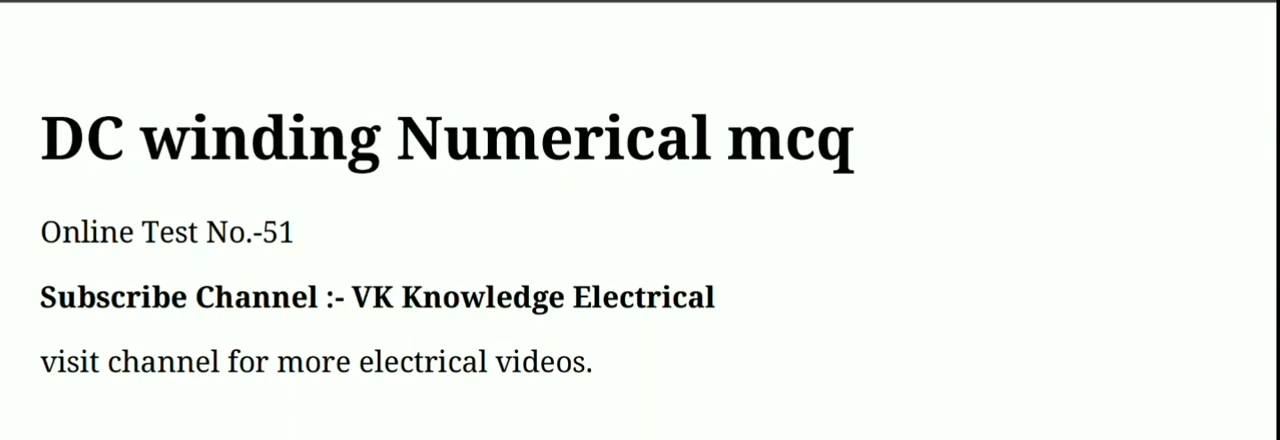 DC winding Numerical mcq
Online Test No.-51
Subscribe Channel :- VK Knowledge Electrical
visit channel for more electrical videos.